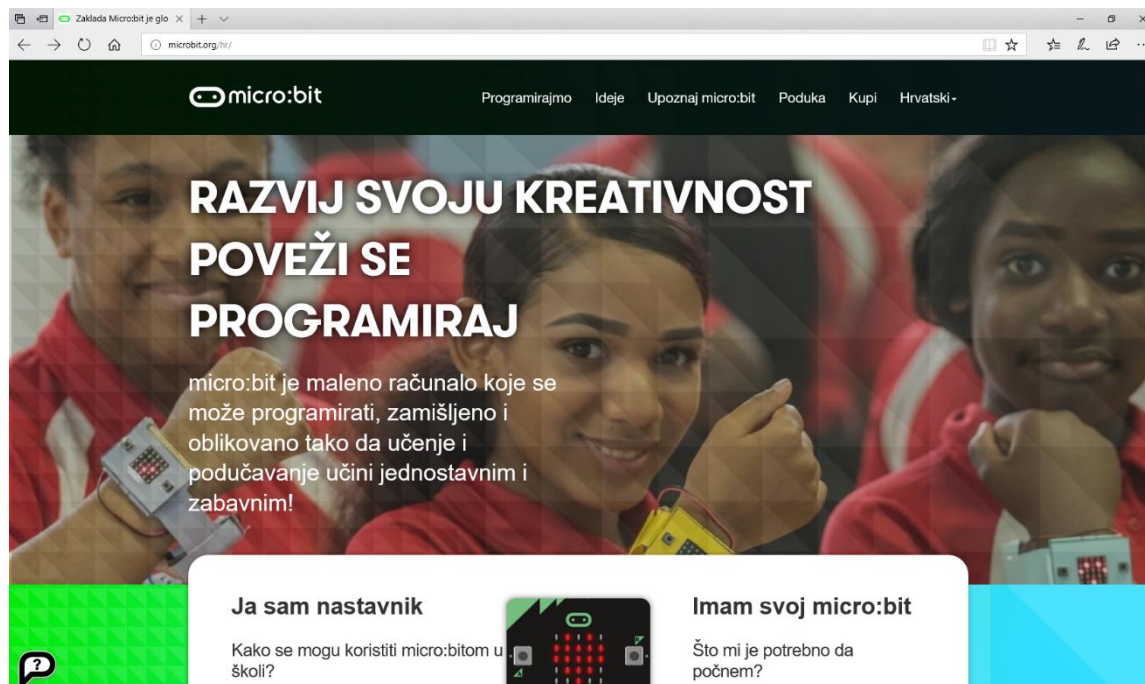 Zaklada Micro:bit je glo
microbit.org/hr/
micro:bit
Programirajmo Ideje Upoznaj micro:bit Poduka Kupi Hrvatski
RAZVIJ SVOJU KREATIVNOST
POVEŽI SE
PROGRAMIRAJ
micro:bit je maleno računalo koje se
može programirati, zamišljeno i
oblikovano tako da učenje i
podučavanje učini jednostavnim i
zabavnim!
Ja sam nastavnik
Kako se mogu koristiti micro:bitom u
školi?
Imam svoj micro:bit
Što mi je potrebno da
počnem?